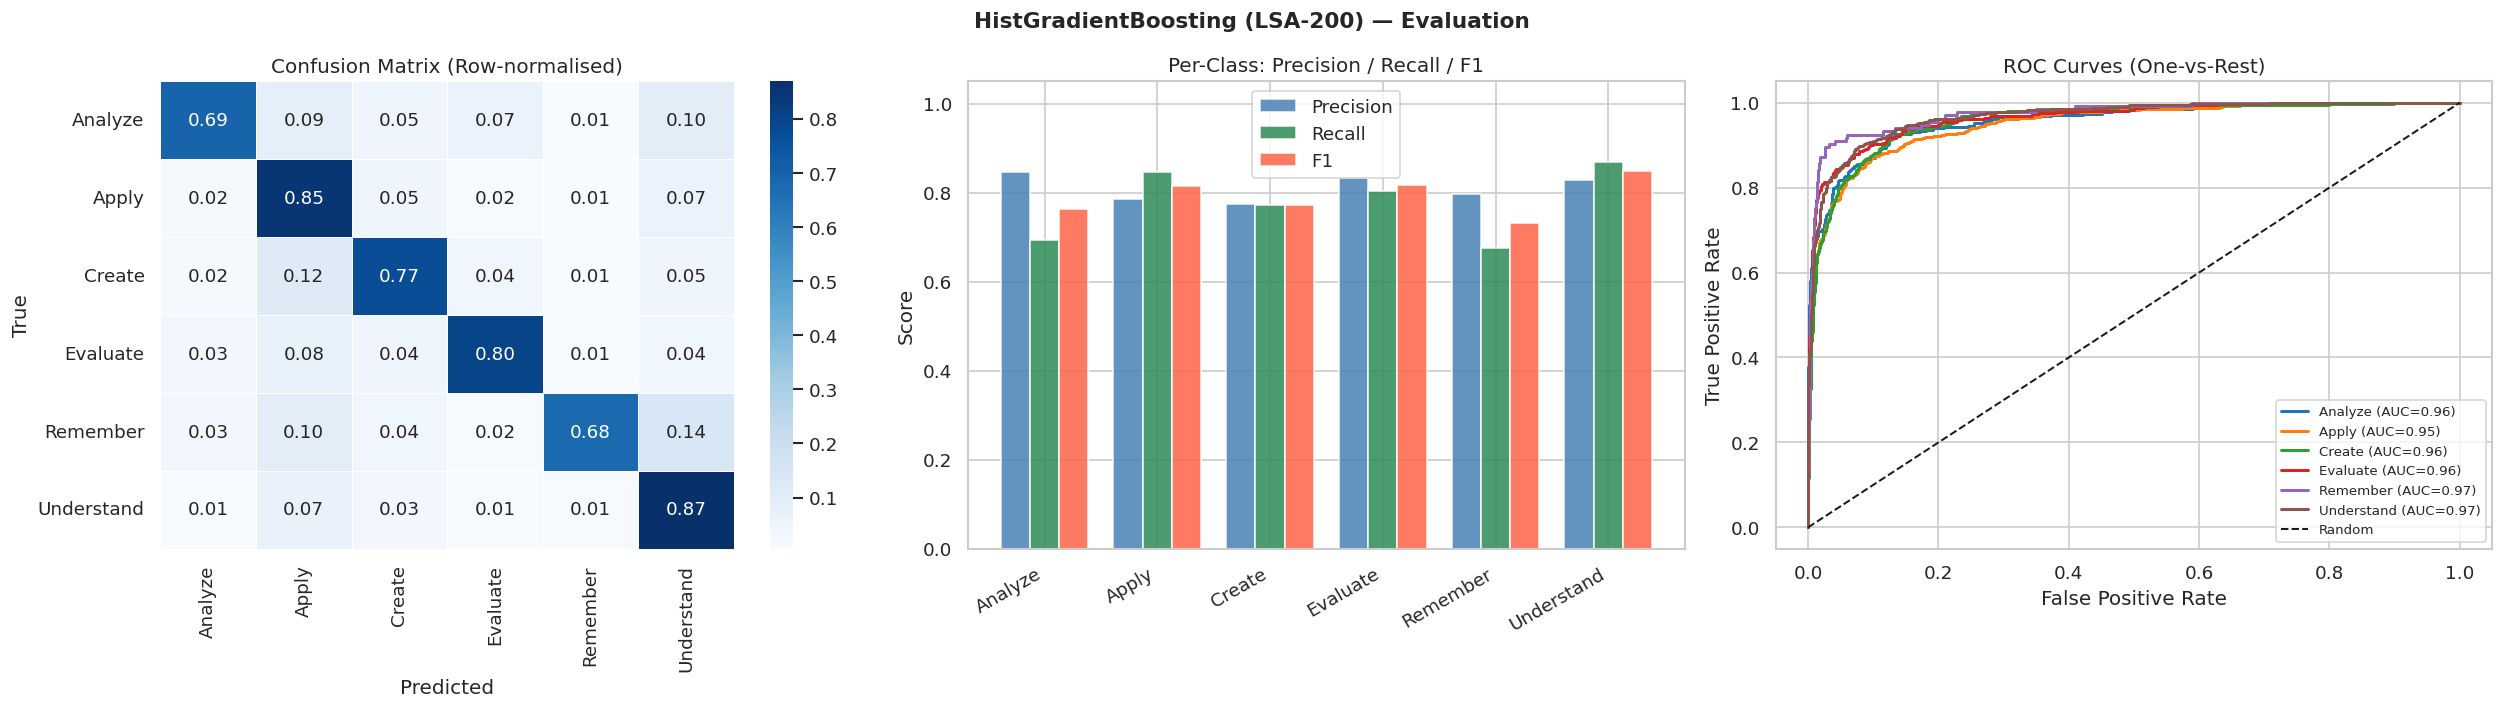 HistGradientBoosting (LSA-200) — Evaluation
Confusion Matrix (Row-normalised)
True
Analyze 0.69 0.09 0.05 0.07 0.01 0.10
Apply 0.02 0.85 0.05 0.02 0.01 0.07
Create 0.02 0.12 0.77 0.04 0.01 0.05
Evaluate 0.03 0.08 0.04 0.80 0.01 0.04
Remember 0.03 0.10 0.04 0.02 0.68 0.14
Understand 0.01 0.07 0.03 0.01 0.01 0.87
Analyze Apply Create Evaluate Remember Understand
Predicted
0.8
0.7
0.6
0.5
0.4
0.3
0.2
0.1
Per-Class: Precision / Recall / F1
Score
1.0
0.8
0.6
0.4
0.2
0.0
Precision
Recall
F1
Analyze Apply Create Evaluate Remember Understand
ROC Curves (One-vs-Rest)
True Positive Rate
1.0
0.8
0.6
0.4
0.2
0.0
Analyze (AUC=0.96)
Apply (AUC=0.95)
Create (AUC=0.96)
Evaluate (AUC=0.96)
Remember (AUC=0.97)
Understand (AUC=0.97)
Random
0.0 0.2 0.4 0.6 0.8 1.0
False Positive Rate